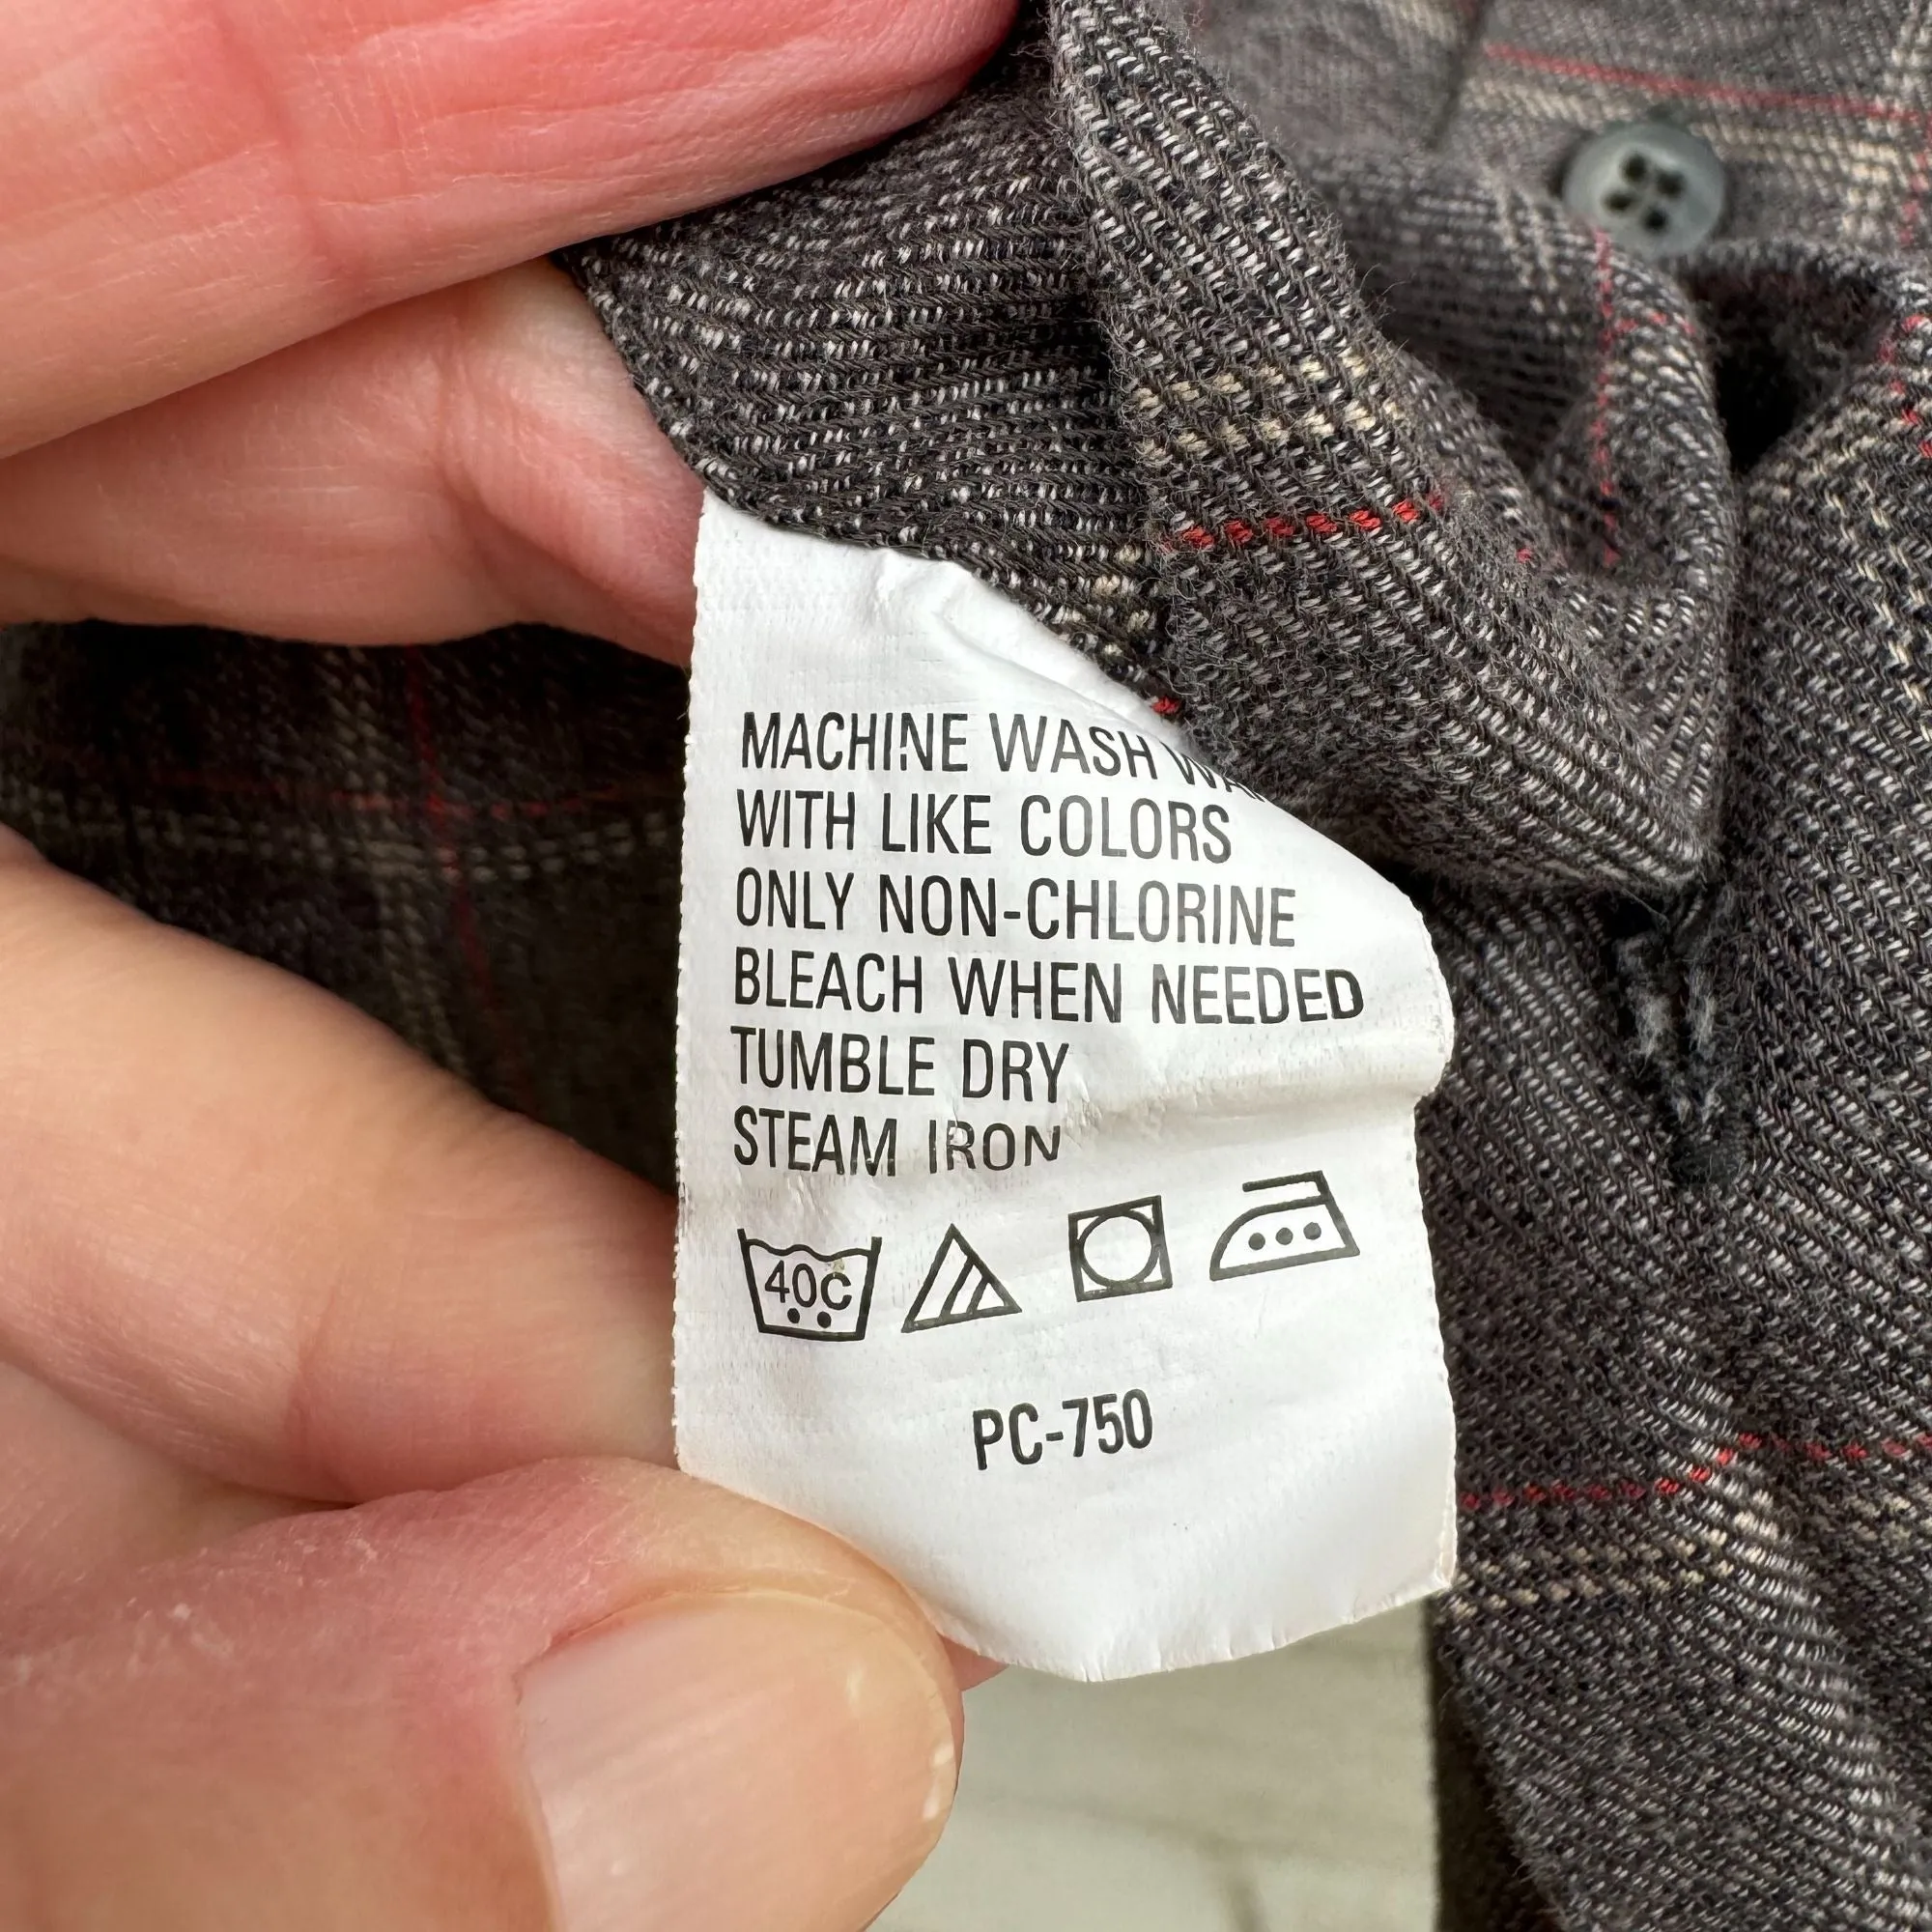 MACHINE WASH
WITH LIKE COLORS
ONLY NON-CHLORINE
BLEACH WHEN NEEDED
TUMBLE DRY
STEAM IRON
40C
PC-750